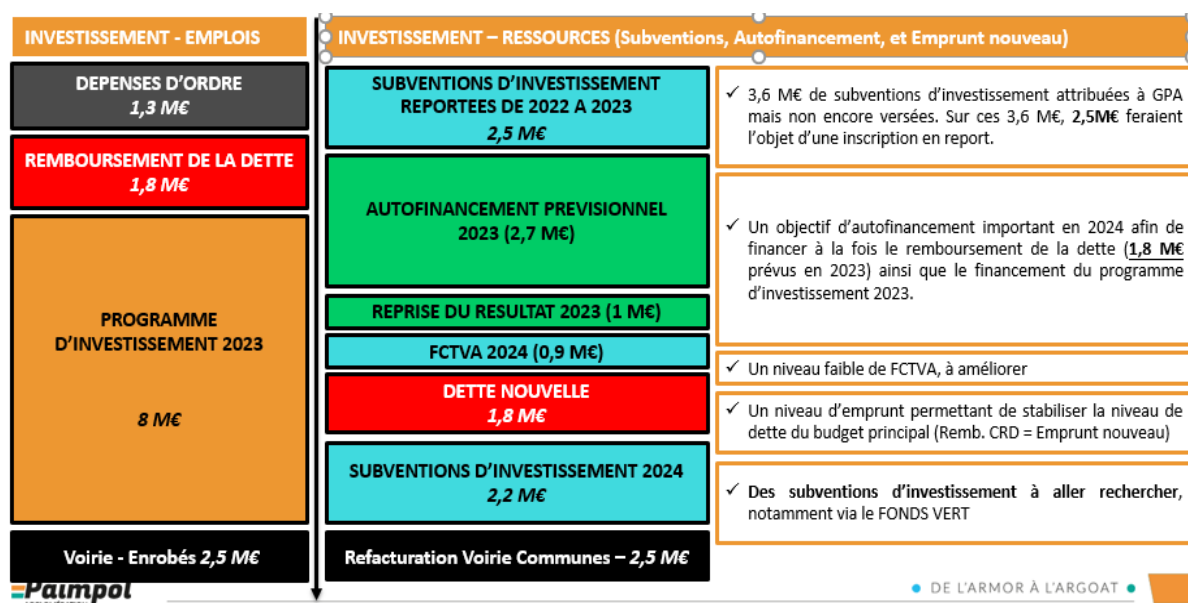 INVESTISSEMENT - EMPLOIS
DEPENSES D'ORDRE
1,3 M€
REMBOURSEMENT DE LA DETTE
1,8 M€
PROGRAMME
D'INVESTISSEMENT 2023
8 M€
Voirie - Enrobés 2,5 M€
INVESTISSEMENT – RESSOURCES (Subventions, Autofinancement, et Emprunt nouveau)
SUBVENTIONS D'INVESTISSEMENT
REPORTEES DE 2022 A 2023
2,5 M€
AUTOFINANCEMENT PREVISIONNEL
2023 (2,7 M€)
REPRISE DU RESULTAT 2023 (1 M€)
FCTVA 2024 (0,9 M€)
DETTE NOUVELLE
1,8 M€
SUBVENTIONS D'INVESTISSEMENT 2024
2,2 M€
Refacturation Voirie Communes – 2,5 M€
✓ 3,6 M€ de subventions d'investissement attribuées à GPA
mais non encore versées. Sur ces 3,6 M€, 2,5M€ feraient
l'objet d'une inscription en report.
✓ Un objectif d'autofinancement important en 2024 afin de
financer à la fois le remboursement de la dette (1,8 M€
prévus en 2023) ainsi que le financement du programme
d'investissement 2023.
✓ Un niveau faible de FCTVA, à améliorer
✓ Un niveau d'emprunt permettant de stabiliser la niveau de
dette du budget principal (Remb. CRD = Emprunt nouveau)
✓ Des subventions d'investissement à aller rechercher,
notamment via le FONDS VERT
Paimpol
DE L'ARMOR À L'ARGOAT